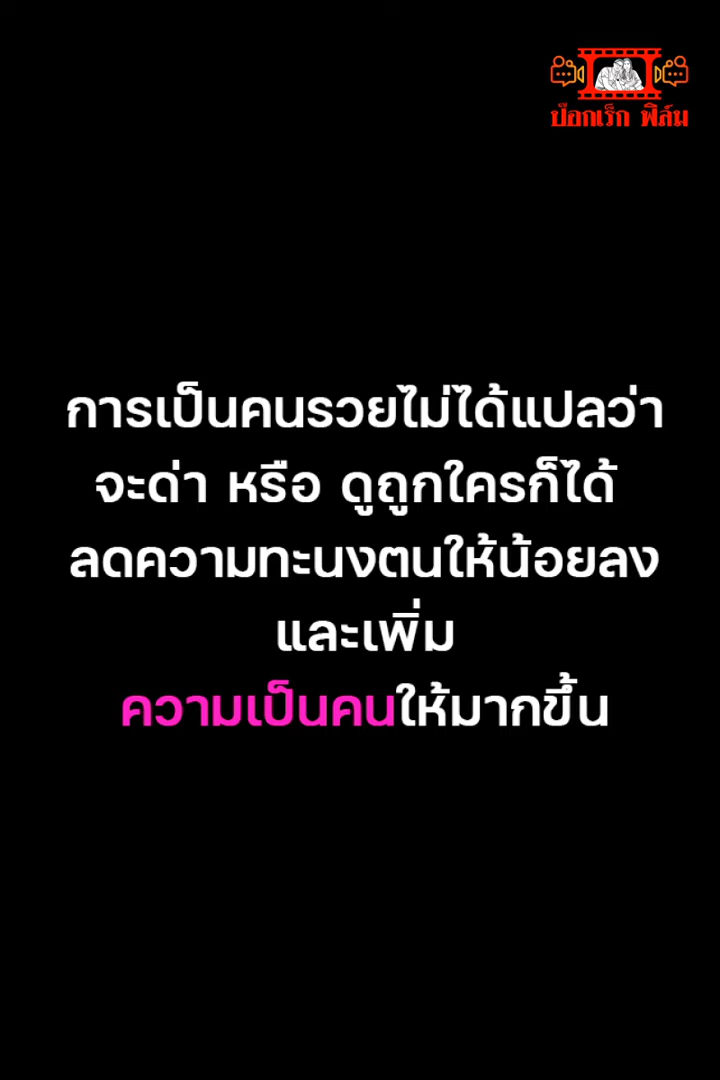 ป๊อกเร็ก ฟิล์ม
การเป็นคนรวยไม่ได้แปลว่า
จะด่า หรือ ดูถูกใครก็ได้
ลดความทะนงตนให้น้อยลง
และเพิ่ม
ความเป็นคนให้มากขึ้น